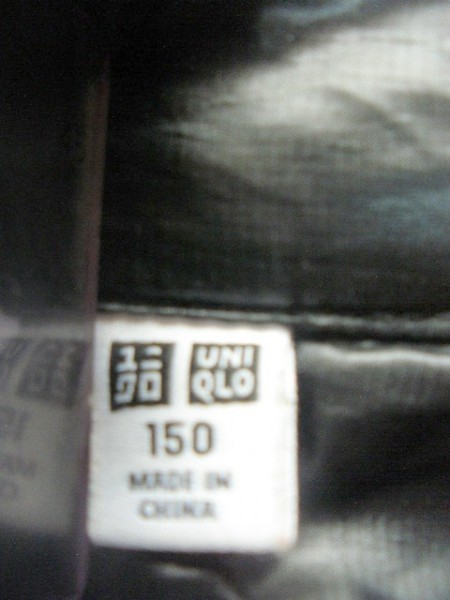 ユニ UNI
クロ QLO
150
MADE IN
CHINA